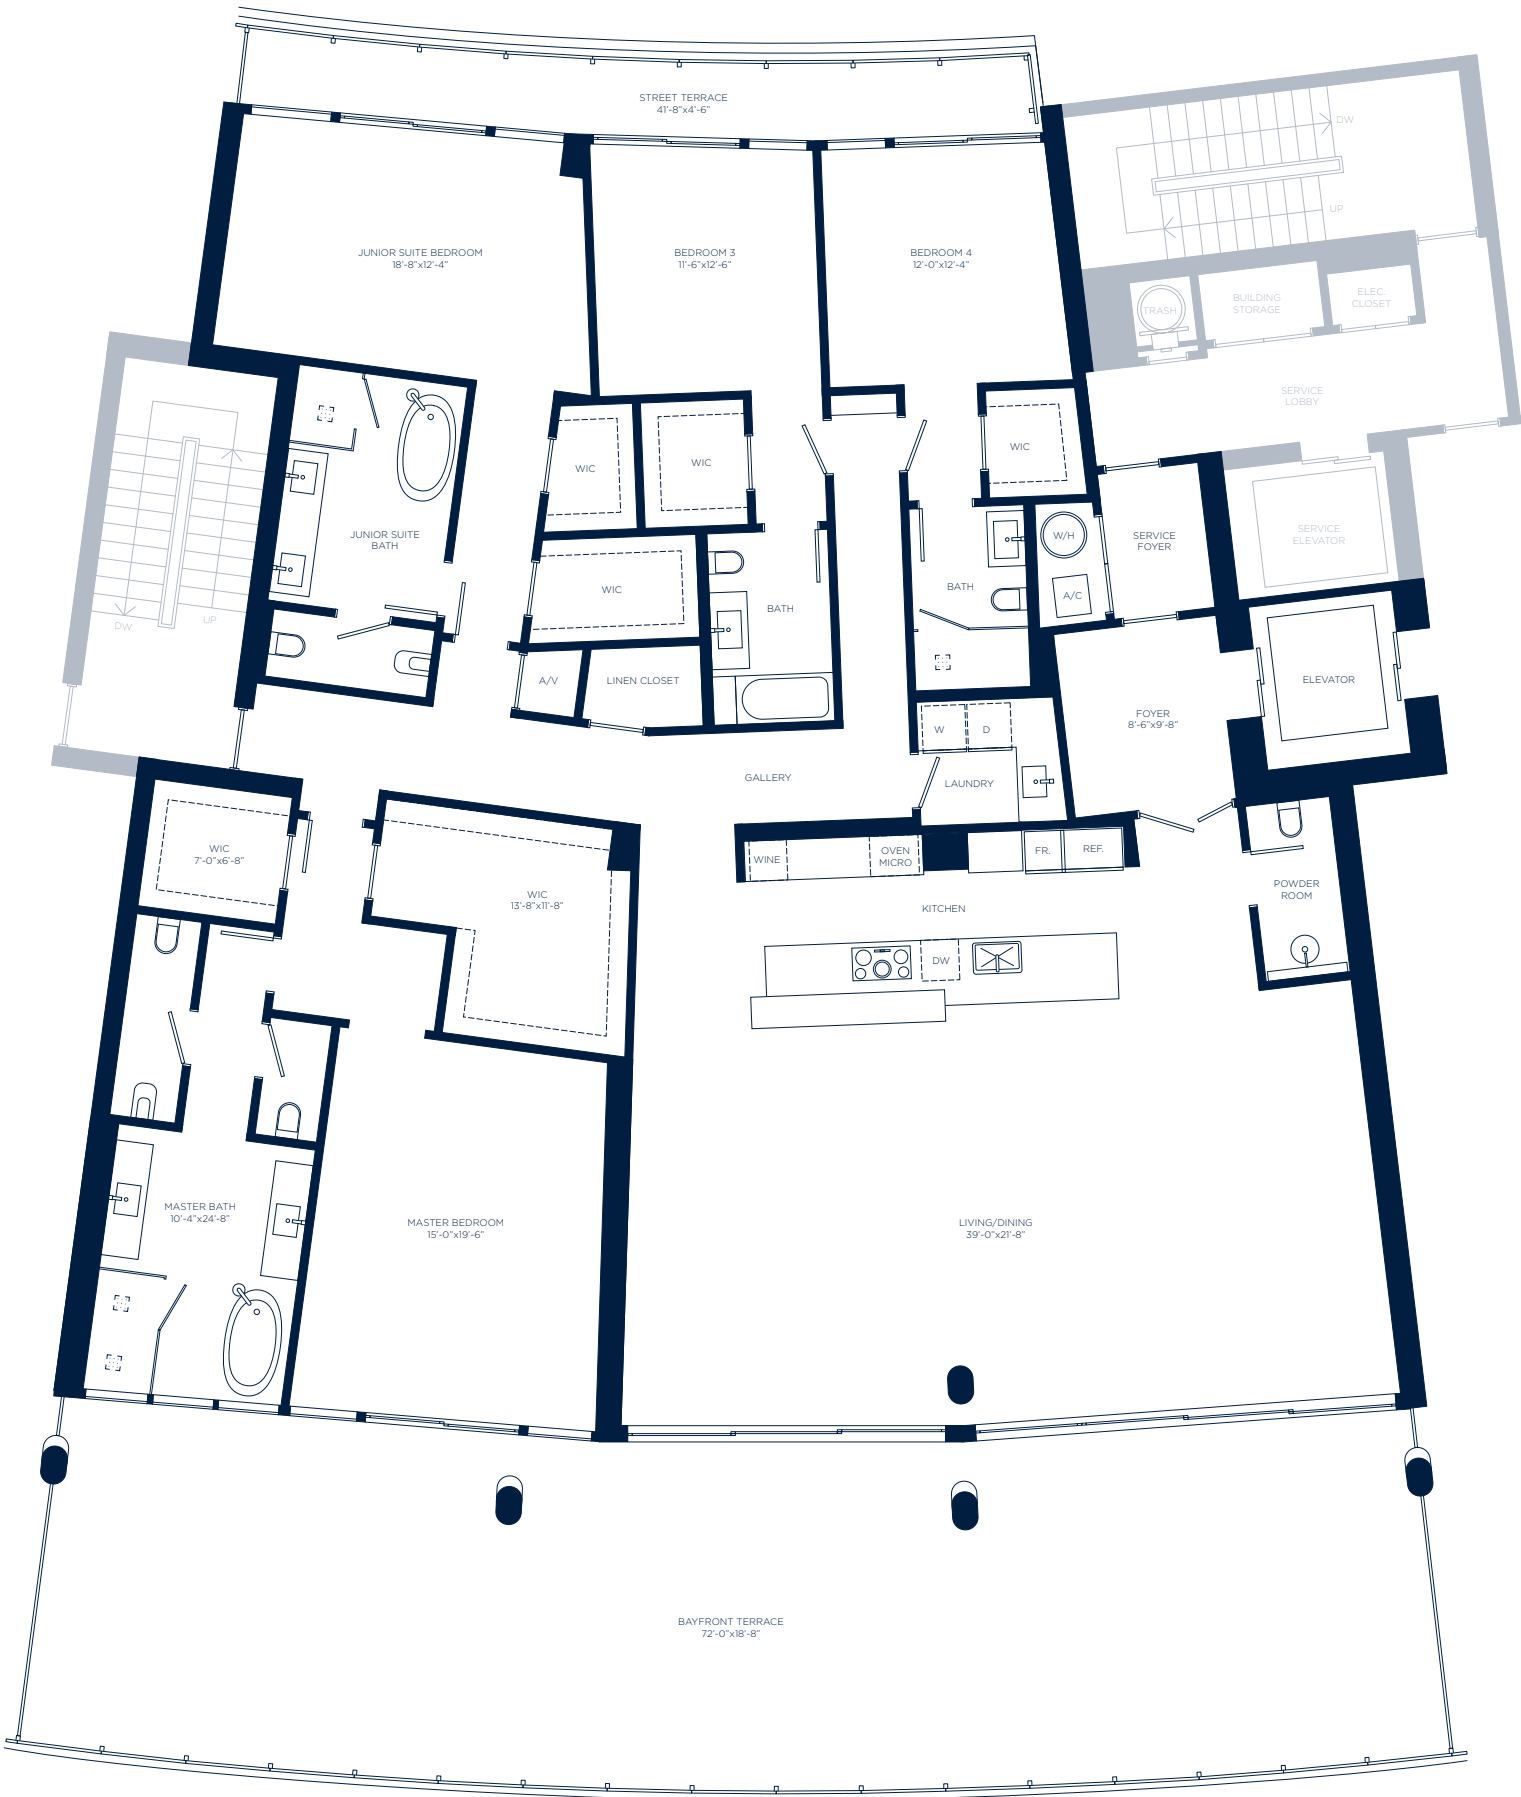 STREET TERRACE
41'-8"x4'-6"
DW
UP
JUNIOR SUITE BEDROOM
18'-8"x12'-4"
BEDROOM 3
11'-6"x12'-6"
BEDROOM 4
12'-0"x12'-4"
TRASH
BUILDING
STORAGE
ELEC.
CLOSET
SERVICE
LOBBY
WIC
WIC
WIC
JUNIOR SUITE
BATH
W/H
SERVICE
FOYER
SERVICE
ELEVATOR
WIC
BATH
BATH
A/C
DW
UP
A/V
LINEN CLOSET
ELEVATOR
FOYER
8'-6"x9'-8"
W
D
GALLERY
LAUNDRY
WIC
7'-0"x6'-8"
WINE
OVEN
MICRO
FR.
REF.
WIC
13'-8"x11'-8"
POWDER
ROOM
KITCHEN
DW
MASTER BATH
10'-4"x24'-8"
MASTER BEDROOM
15'-0"x19'-6"
LIVING/DINING
39'-0"x21'-8"
BAYFRONT TERRACE
72'-0"x18'-8"